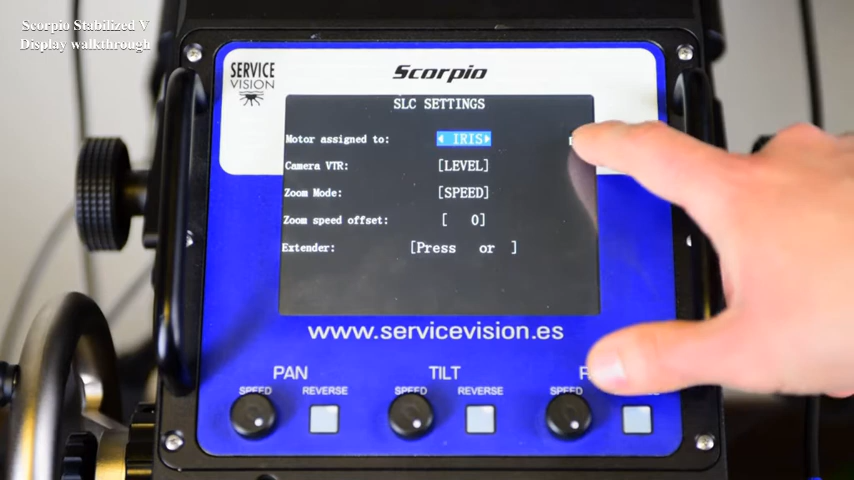 Scorpio Stabilized V
Display walkthrough
SERVICE
VISION
Scorpio
SLC SETTINGS
Motor assigned to: IRIS
Camera VTR: [LEVEL]
Zoom Mode: [SPEED]
Zoom speed offset: [ 0]
Extender: [Press or ]
www.servicevision.es
PAN TILT
SPEED REVERSE SPEED REVERSE SPEED